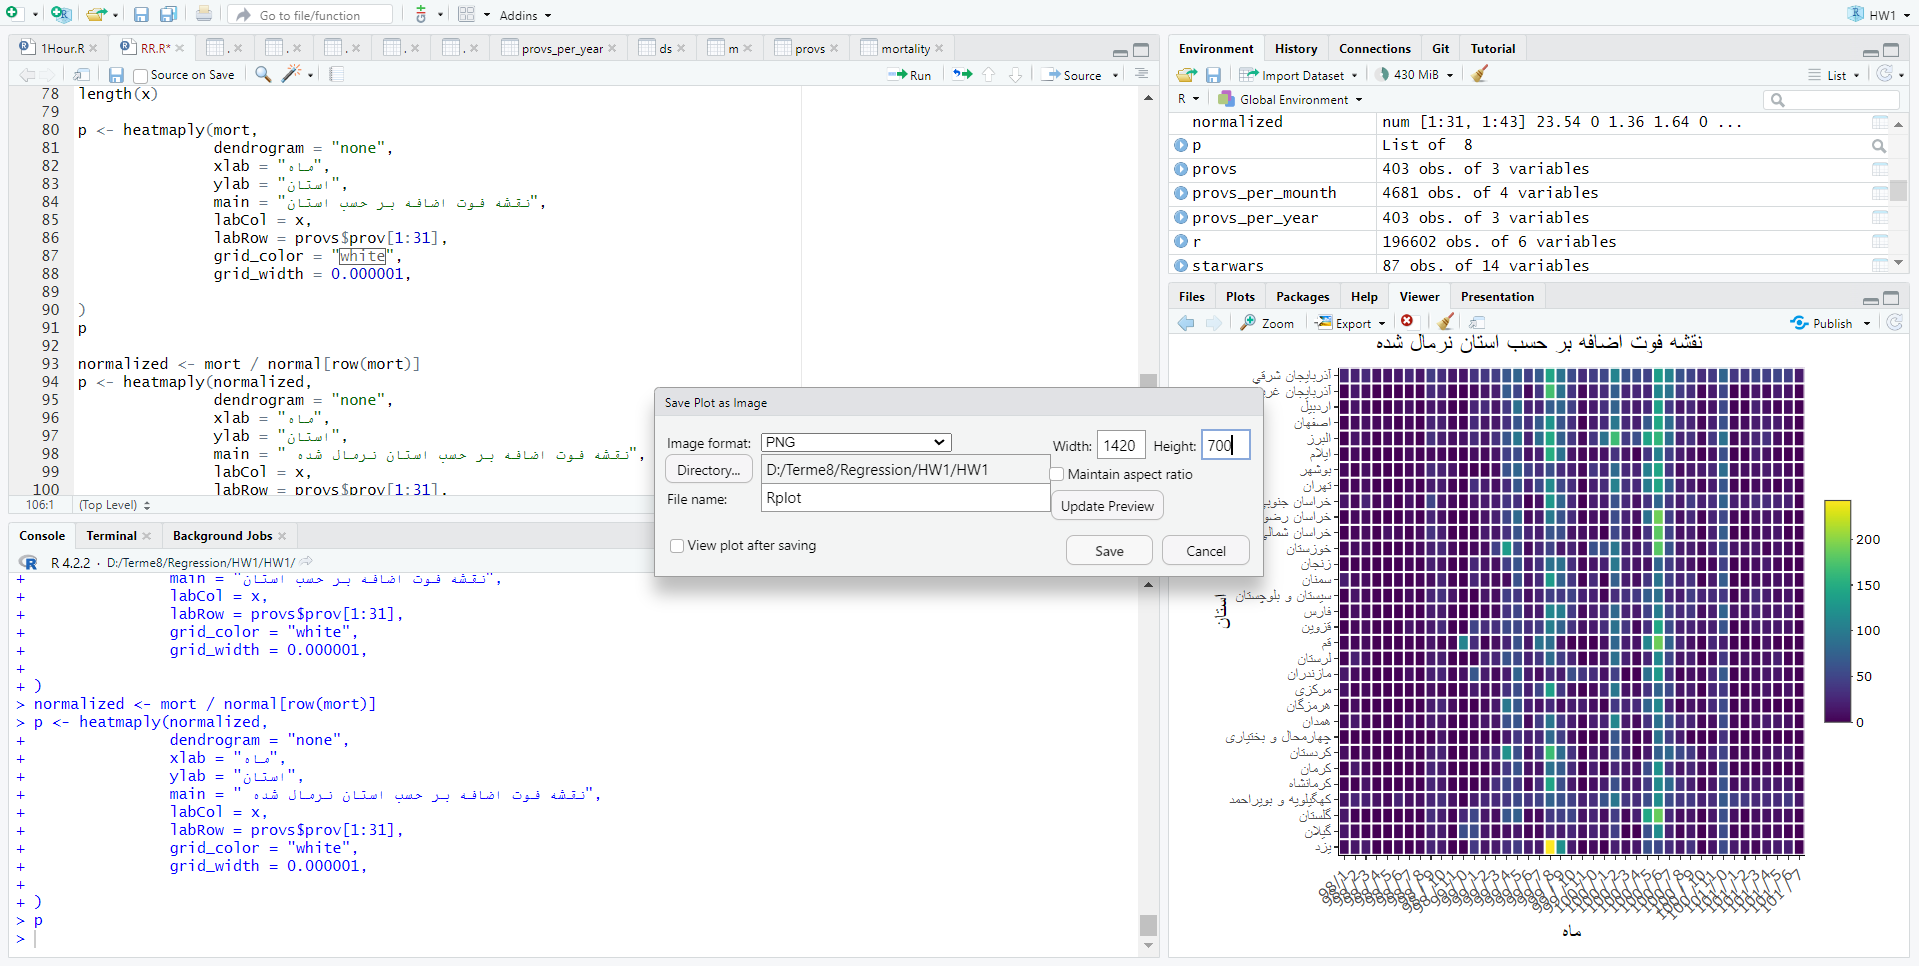 Go to file/function
Addins
HW1
1Hour.R
RR.R*
.
.
.
.
.
provs_per_year
ds
m
provs
mortality
Source on Save
Run
Source
78 length(x)
79
80 p <- heatmaply(mort,
81 dendrogram = "none",
82 xlab = "ماه",
83 ylab = "استان",
84 main = "نقشه فوت اضافه بر حسب استان",
85 labCol = x,
86 labRow = provs$prov[1:31],
87 grid_color = "white",
88 grid_width = 0.000001,
89
90 )
91 p
92
93 normalized <- mort / normal[row(mort)]
94 p <- heatmaply(normalized,
95 dendrogram = "none",
96 xlab = "ماه",
97 ylab = "استان",
98 main = "نقشه فوت اضافه بر حسب استان نرمال شده ",
99 labCol = x,
100 labRow = provs$prov[1:31],
106:1 (Top Level)
Console
Terminal
Background Jobs
R 4.2.2 · D:/Terme8/Regression/HW1/HW1/
+ main = "نقشه فوت اضافه بر حسب استان",
+ labCol = x,
+ labRow = provs$prov[1:31],
+ grid_color = "white",
+ grid_width = 0.000001,
+
+ )
> normalized <- mort / normal[row(mort)]
> p <- heatmaply(normalized,
+ dendrogram = "none",
+ xlab = "ماه",
+ ylab = "استان",
+ main = "نقشه فوت اضافه بر حسب استان نرمال شده ",
+ labCol = x,
+ labRow = provs$prov[1:31],
+ grid_color = "white",
+ grid_width = 0.000001,
+
+ )
> p
>
Save Plot as Image
Image format: PNG
Width: 1420 Height: 700
Directory... D:/Terme8/Regression/HW1/HW1
Maintain aspect ratio
File name: Rplot
Update Preview
View plot after saving
Save
Cancel
Environment
History
Connections
Git
Tutorial
Import Dataset
430 MiB
List
R
Global Environment
normalized num [1:31, 1:43] 23.54 0 1.36 1.64 0 ...
p List of 8
provs 403 obs. of 3 variables
provs_per_mounth 4681 obs. of 4 variables
provs_per_year 403 obs. of 3 variables
r 196602 obs. of 6 variables
starwars 87 obs. of 14 variables
Files
Plots
Packages
Help
Viewer
Presentation
Zoom
Export
Publish
نقشه فوت اضافه بر حسب استان نرمال شده
آذربایجان شرقي
آذربایجان غرب
اردبیل
اصفهان
البرز
ایلام
بوشهر
تهران
خراسان جنوب
خراسان رضو
خراسان شمال
خوزستان
زنجان
سمنان
سیستان و بلوچستان
فارس
قزوین
قم
لرستان
مازندران
مرکزی
هرمزگان
همدان
چهارمحال و بختیاری
کردستان
کرمان
کرمانشاه
کهگیلویه و بویراحمد
گلستان
گیلان
یزد
استان
ماه
200
150
100
50
0